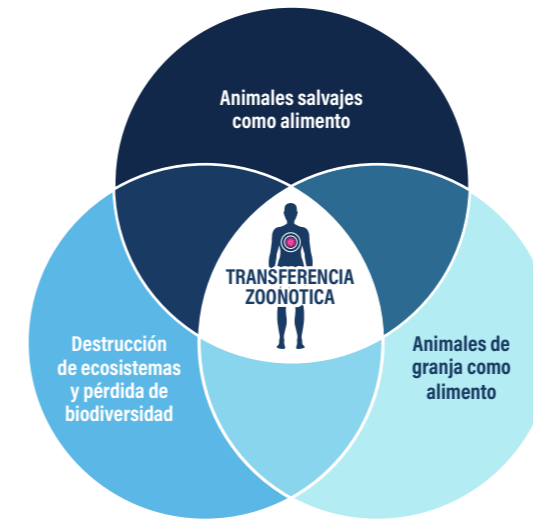 Animales salvajes
como alimento
TRANSFERENCIA
ZOONOTICA
Destrucción
de ecosistemas
y pérdida de
biodiversidad
Animales de
granja como
alimento